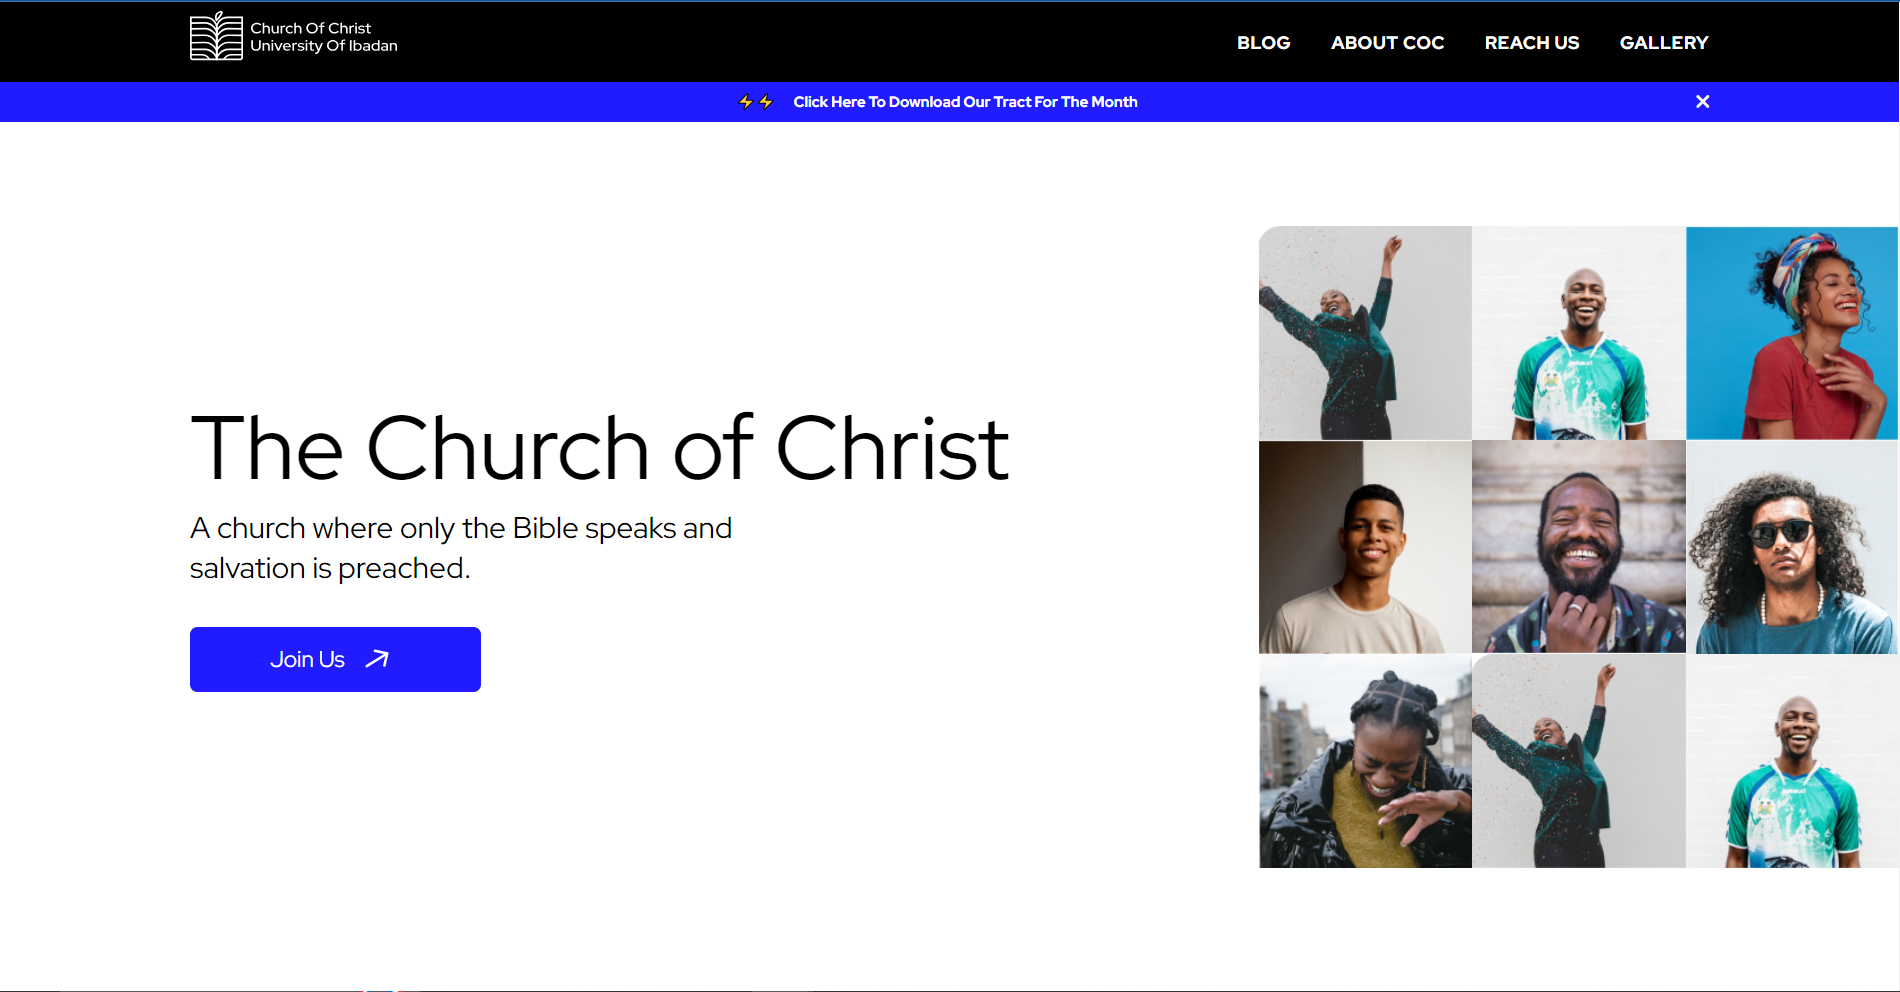 Church Of Christ
University Of Ibadan
BLOG
ABOUT COC
REACH US
GALLERY
Click Here To Download Our Tract For The Month
The Church of Christ
A church where only the Bible speaks and
salvation is preached.
Join Us